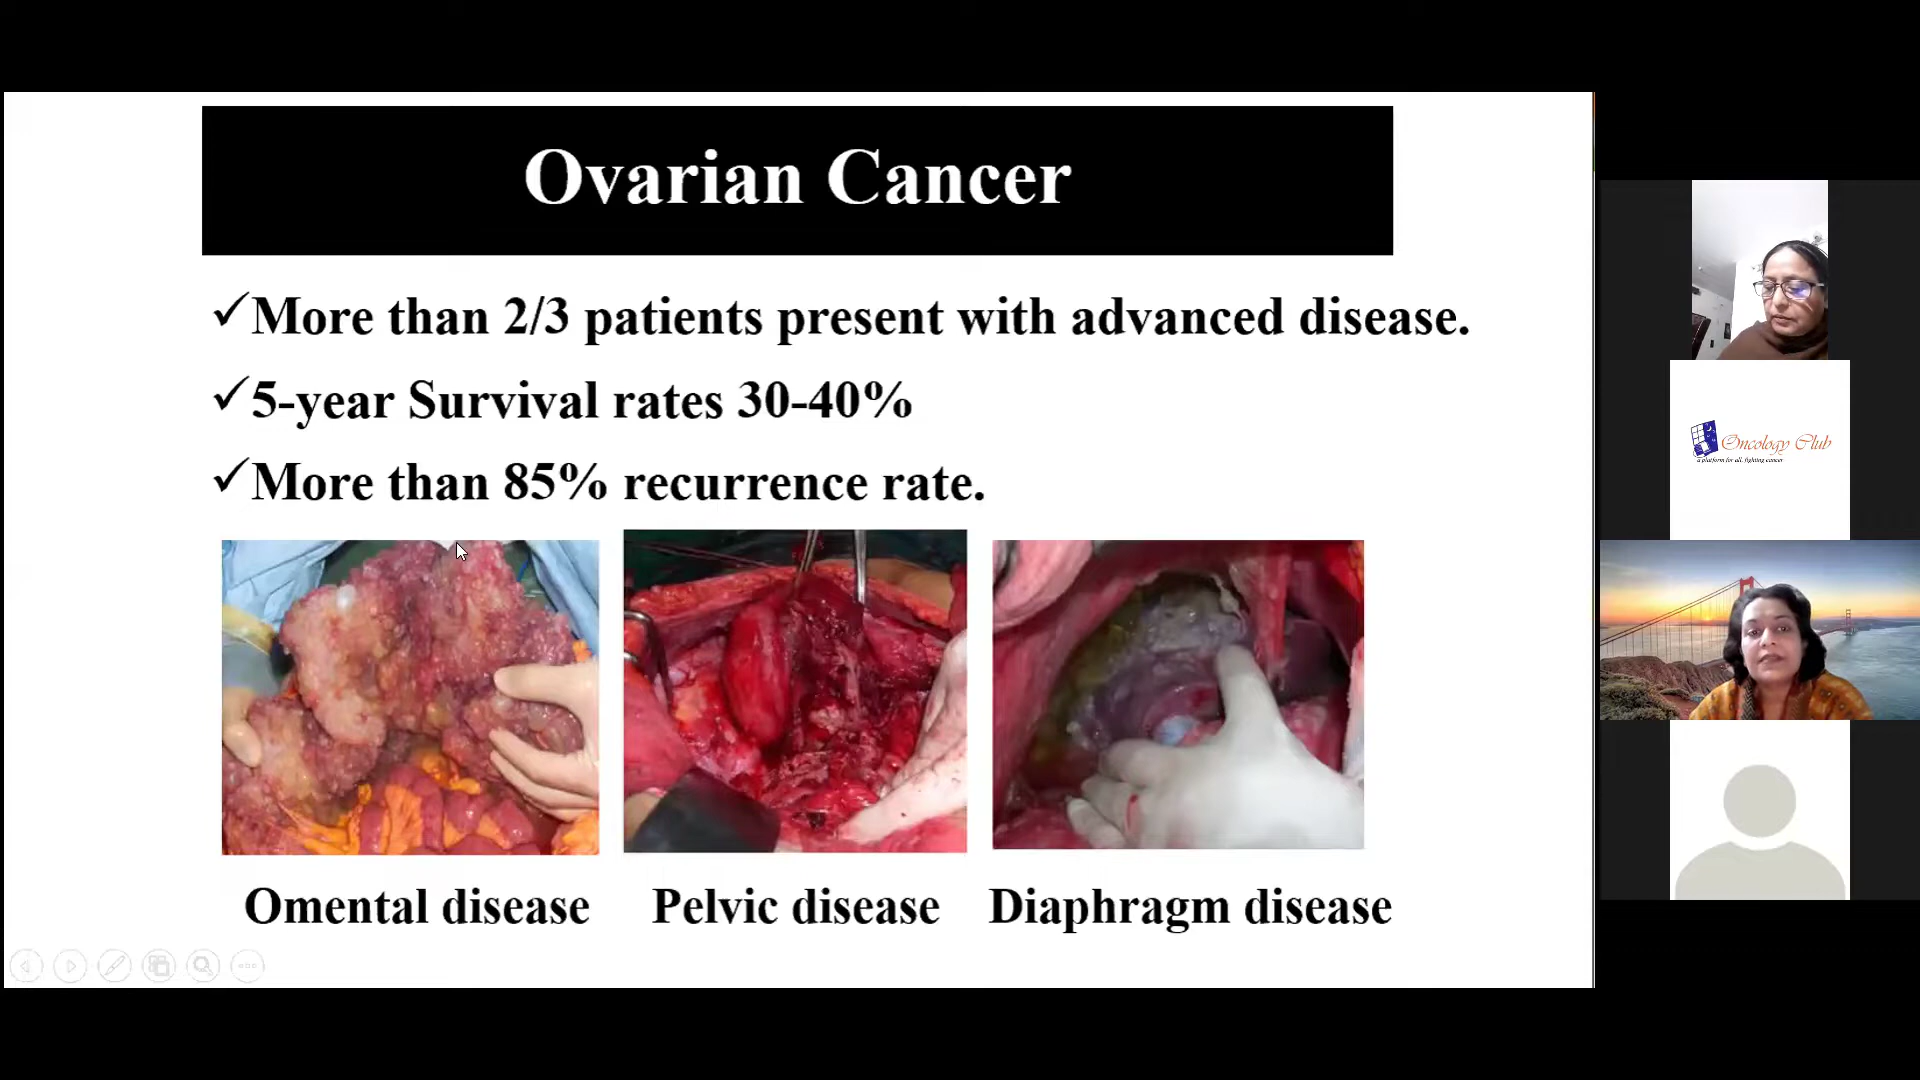 Ovarian Cancer
✓More than 2/3 patients present with advanced disease.
✓5-year Survival rates 30-40%
✓More than 85% recurrence rate.
Omental disease
Pelvic disease
Diaphragm disease
Oncology Club
a platform for all, fighting cancer